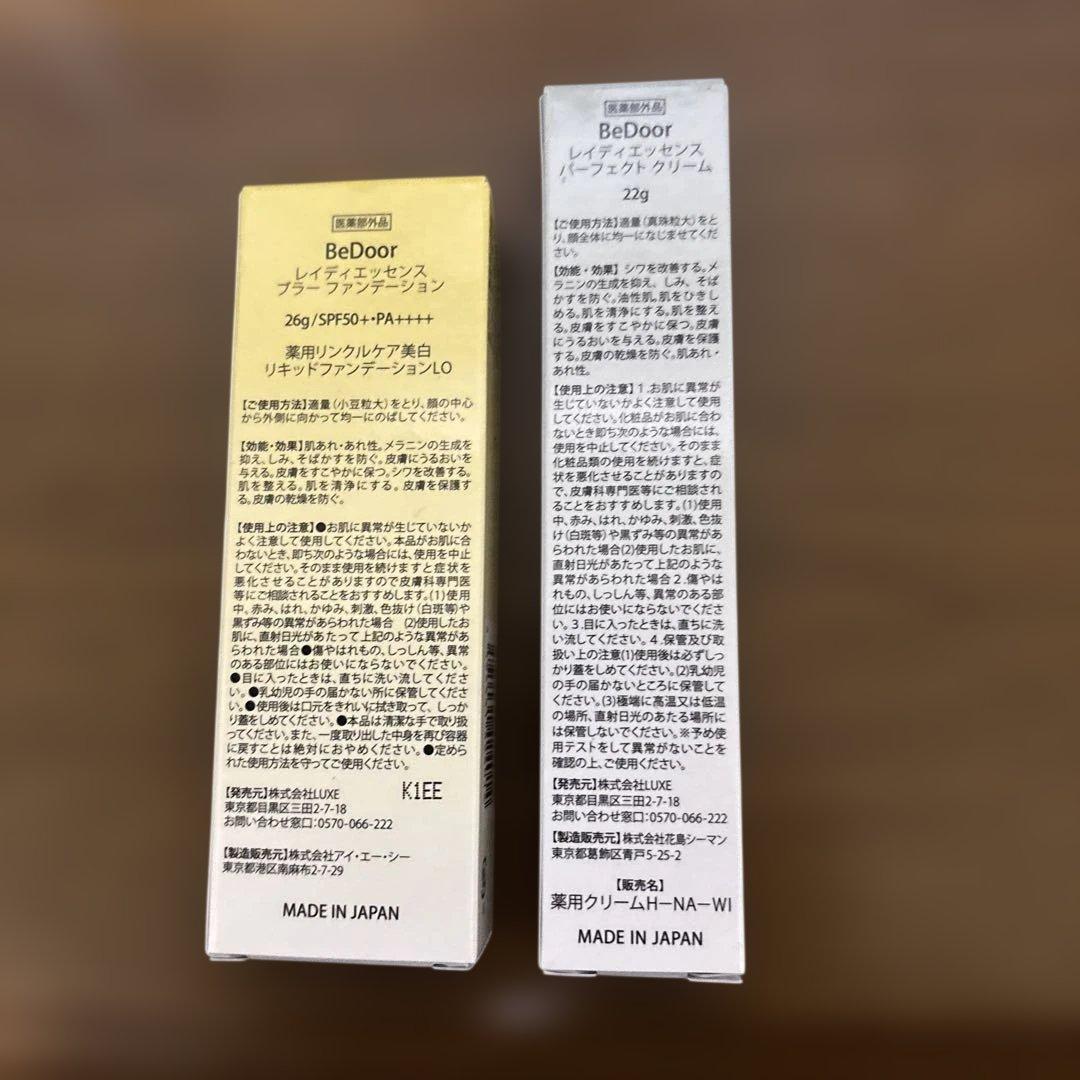 医薬部外品
BeDoor
レイディエッセンス
ブラー ファンデーション
26g/SPF50+・PA++++
薬用リンクルケア美白
リキッドファンデーションLO
【ご使用方法】適量（小豆粒大）をとり、顔の中心
から外側に向かって均一にのばしてください。
【効能・効果】肌あれ・あれ性。メラニンの生成を
抑え、しみ、そばかすを防ぐ。皮膚にうるおいを
与える。皮膚をすこやかに保つ。シワを改善する。
肌を整える。肌を清浄にする。皮膚を保護す
る。皮膚の乾燥を防ぐ。
【使用上の注意】●お肌に異常が生じていないか
よく注意して使用してください。本品がお肌に合
わないとき、即ち次のような場合には、使用を中止
してください。そのまま使用を続けますと症状を
悪化させることがありますので皮膚科専門医
等にご相談されることをおすすめします。(1)使用
中、赤み、はれ、かゆみ、刺激、色抜け（白斑等）や
黒ずみ等の異常があらわれた場合 (2)使用したお
肌に、直射日光があたって上記のような異常があ
らわれた場合●傷やはれもの、しっしん等、異常
のある部位にはお使いにならないでください。
●目に入ったときは、直ちに洗い流してくださ
い。●乳幼児の手の届かない所に保管してくださ
い。●使用後は口元をきれいに拭き取って、しっか
り蓋をしめてください。●本品は清潔な手で取り扱
ってください。また、一度取り出した中身を再び容器
に戻すことは絶対におやめください。●定めら
れた使用方法を守ってご使用ください。
【発売元】株式会社LUXE K1EE
東京都目黒区三田2-7-18
お問い合わせ窓口：0570-066-222
【製造販売元】株式会社アイ・エー・シー
東京都港区南麻布2-7-29
MADE IN JAPAN
医薬部外品
BeDoor
レイディエッセンス
パーフェクト クリーム
22g
【ご使用方法】適量（真珠粒大）をと
り、顔全体に均一になじませてくだ
さい。
【効能・効果】シワを改善する。メ
ラニンの生成を抑え、しみ、そば
かすを防ぐ。油性肌。肌をひきし
める。肌を清浄にする。肌を整え
る。皮膚をすこやかに保つ。皮膚
にうるおいを与える。皮膚を保護
する。皮膚の乾燥を防ぐ。肌あれ・
あれ性。
【使用上の注意】1.お肌に異常が
生じていないかよく注意して使用
してください。化粧品がお肌に合わ
ないとき即ち次のような場合には、
使用を中止してください。そのまま
化粧品類の使用を続けますと、症
状を悪化させることがありますの
で、皮膚科専門医等にご相談され
ることをおすすめします。(1)使用
中、赤み、はれ、かゆみ、刺激、色抜
け（白斑等）や黒ずみ等の異常があ
らわれた場合(2)使用したお肌に、
直射日光があたって上記のような
異常があらわれた場合2.傷やは
れもの、しっしん等、異常のある部
位にはお使いにならないでくださ
い。3.目に入ったときは、直ちに洗
い流してください。4.保管及び取
扱い上の注意(1)使用後は必ずしっ
かり蓋をしめてください。(2)乳幼児
の手の届かないところに保管して
ください。(3)極端に高温又は低温
の場所、直射日光のあたる場所に
は保管しないでください。※予め使
用テストをして異常がないことを
確認の上、ご使用ください。
【発売元】株式会社LUXE
東京都目黒区三田2-7-18
お問い合わせ窓口：0570-066-222
【製造販売元】株式会社花島シーマン
東京都葛飾区青戸5-25-2
【販売名】
薬用クリームH－NA－WI
MADE IN JAPAN